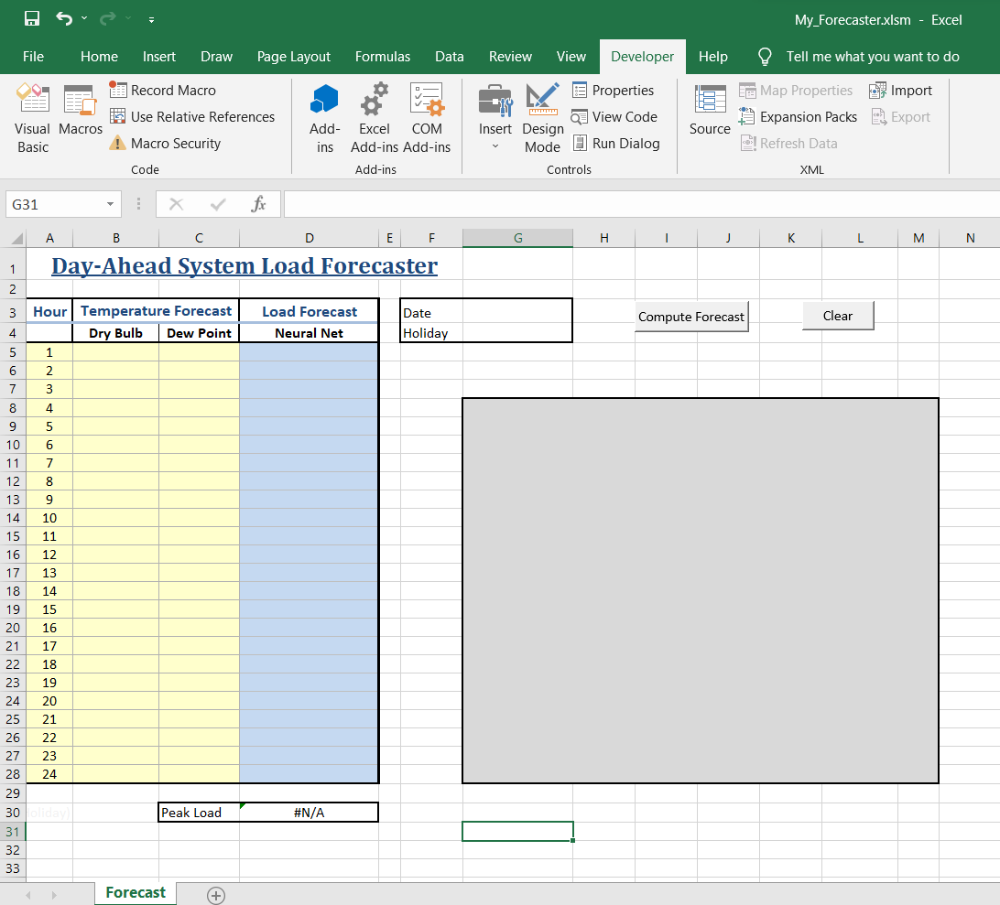 My_Forecaster.xlsm - Excel
File Home Insert Draw Page Layout Formulas Data Review View Developer Help Tell me what you want to do
Visual Basic
Macros
Record Macro
Use Relative References
Macro Security
Code
Add-ins
Excel Add-ins
COM Add-ins
Add-ins
Insert
Design Mode
Properties
View Code
Run Dialog
Controls
Source
Map Properties
Expansion Packs
Refresh Data
Import
Export
XML
G31 fx
A B C D E F G H I J K L M N
1 Day-Ahead System Load Forecaster
2
3 Hour Temperature Forecast Load Forecast Date Compute Forecast Clear
4 Dry Bulb Dew Point Neural Net Holiday
5 1
6 2
7 3
8 4
9 5
10 6
11 7
12 8
13 9
14 10
15 11
16 12
17 13
18 14
19 15
20 16
21 17
22 18
23 19
24 20
25 21
26 22
27 23
28 24
29
30 Peak Load #N/A
31
32
33
Forecast